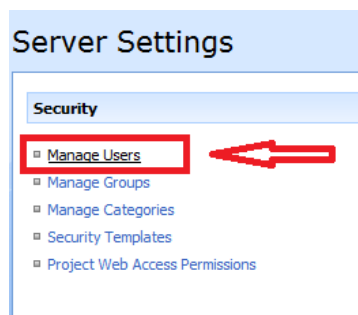 Server Settings
Security
Manage Users
Manage Groups
Manage Categories
Security Templates
Project Web Access Permissions